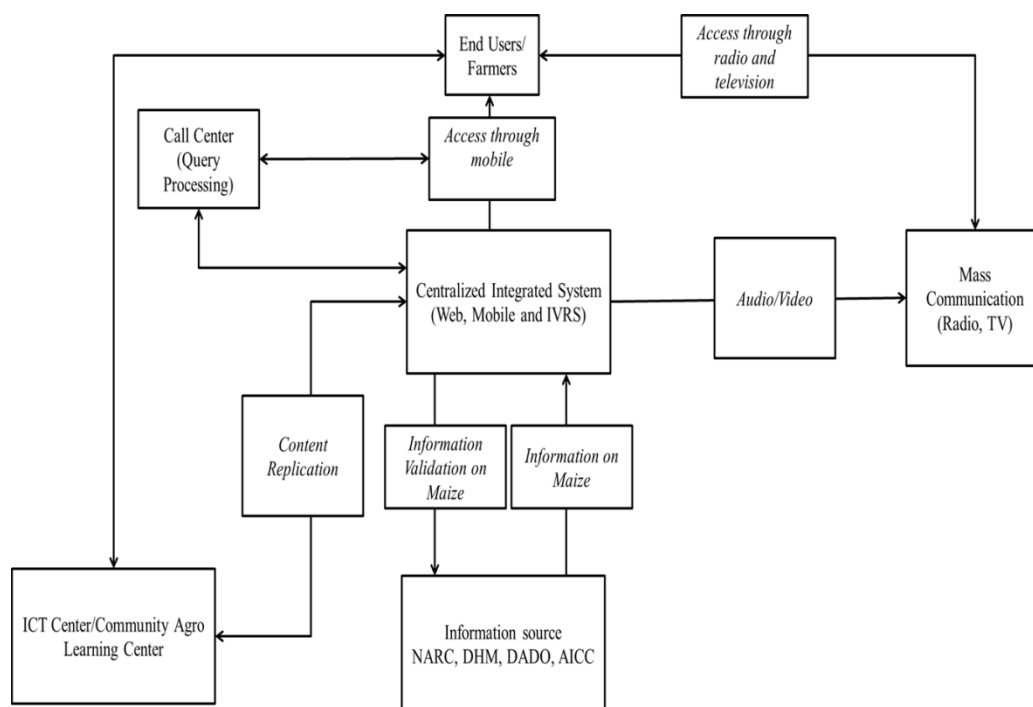 End Users/
Farmers
Access through
radio and
television
Call Center
(Query
Processing)
Access through
mobile
Centralized Integrated System
(Web, Mobile and IVRS)
Audio/Video
Mass
Communication
(Radio, TV)
Content
Replication
Information
Validation on
Maize
Information on
Maize
ICT Center/Community Agro
Learning Center
Information source
NARC, DHM, DADO, AICC